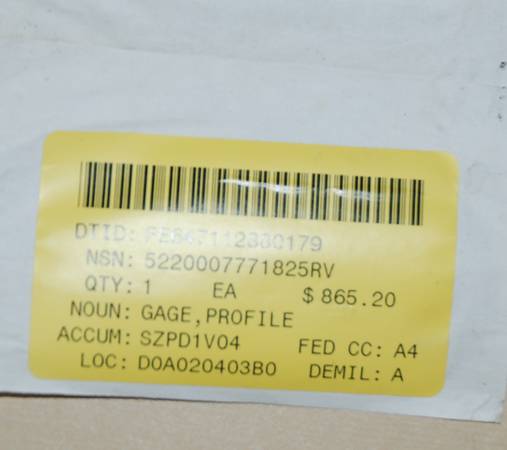 DTID:
NSN: 5220007771825RV
QTY: 1 EA $ 865.20
NOUN: GAGE,PROFILE
ACCUM: SZPD1V04 FED CC: A4
LOC: D0A020403B0 DEMIL: A